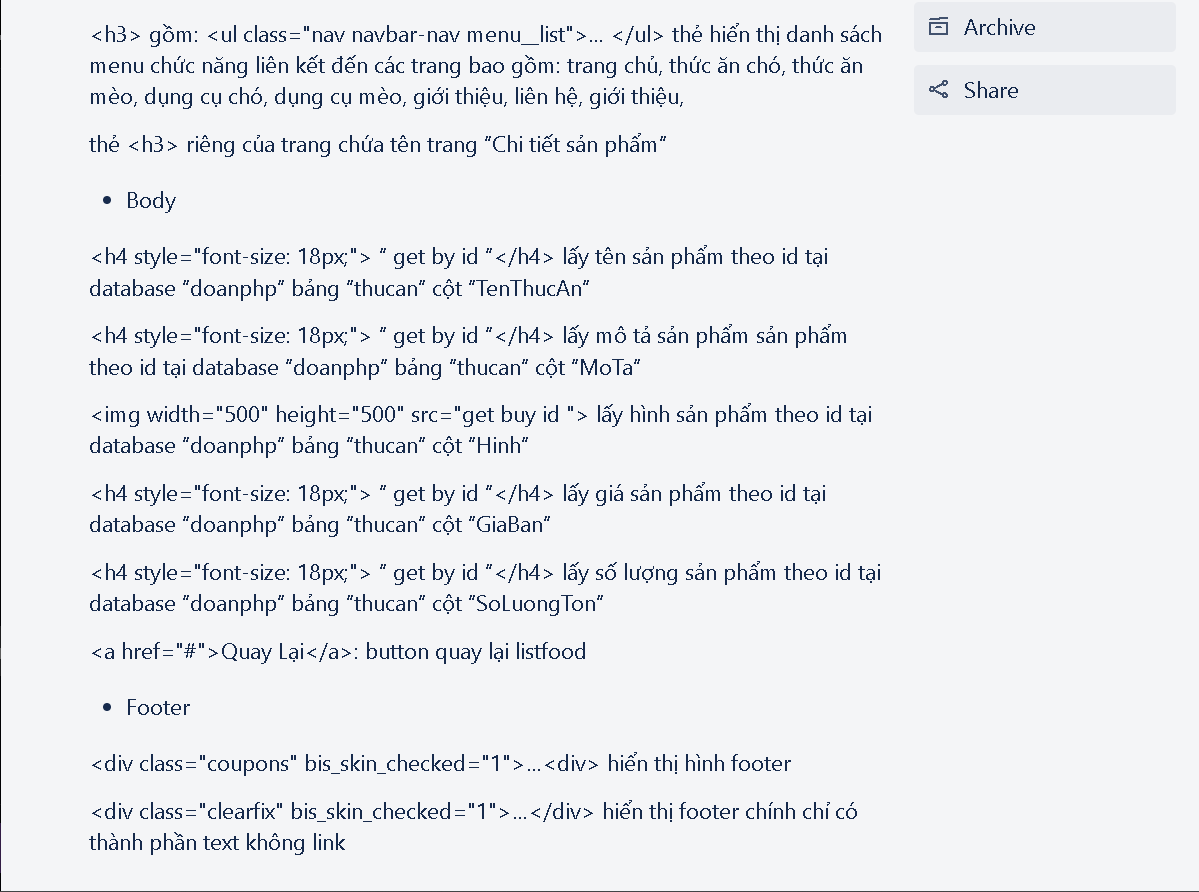 <h3> gồm: <ul class="nav navbar-nav menu__list">... </ul> thẻ hiển thị danh sách
menu chức năng liên kết đến các trang bao gồm: trang chủ, thức ăn chó, thức ăn
mèo, dụng cụ chó, dụng cụ mèo, giới thiệu, liên hệ, giới thiệu,
thẻ <h3> riêng của trang chứa tên trang “Chi tiết sản phẩm”
• Body
<h4 style="font-size: 18px;"> “ get by id “</h4> lấy tên sản phẩm theo id tại
database “doanphp” bảng “thucan” cột “TenThucAn”
<h4 style="font-size: 18px;"> “ get by id “</h4> lấy mô tả sản phẩm sản phẩm
theo id tại database “doanphp” bảng “thucan” cột “MoTa”
<img width="500" height="500" src="get buy id "> lấy hình sản phẩm theo id tại
database “doanphp” bảng “thucan” cột “Hinh”
<h4 style="font-size: 18px;"> “ get by id “</h4> lấy giá sản phẩm theo id tại
database “doanphp” bảng “thucan” cột “GiaBan”
<h4 style="font-size: 18px;"> “ get by id “</h4> lấy số lượng sản phẩm theo id tại
database “doanphp” bảng “thucan” cột “SoLuongTon”
<a href="#">Quay Lại</a>: button quay lại listfood
• Footer
<div class="coupons" bis_skin_checked="1">...<div> hiển thị hình footer
<div class="clearfix" bis_skin_checked="1">...</div> hiển thị footer chính chỉ có
thành phần text không link
Archive
Share